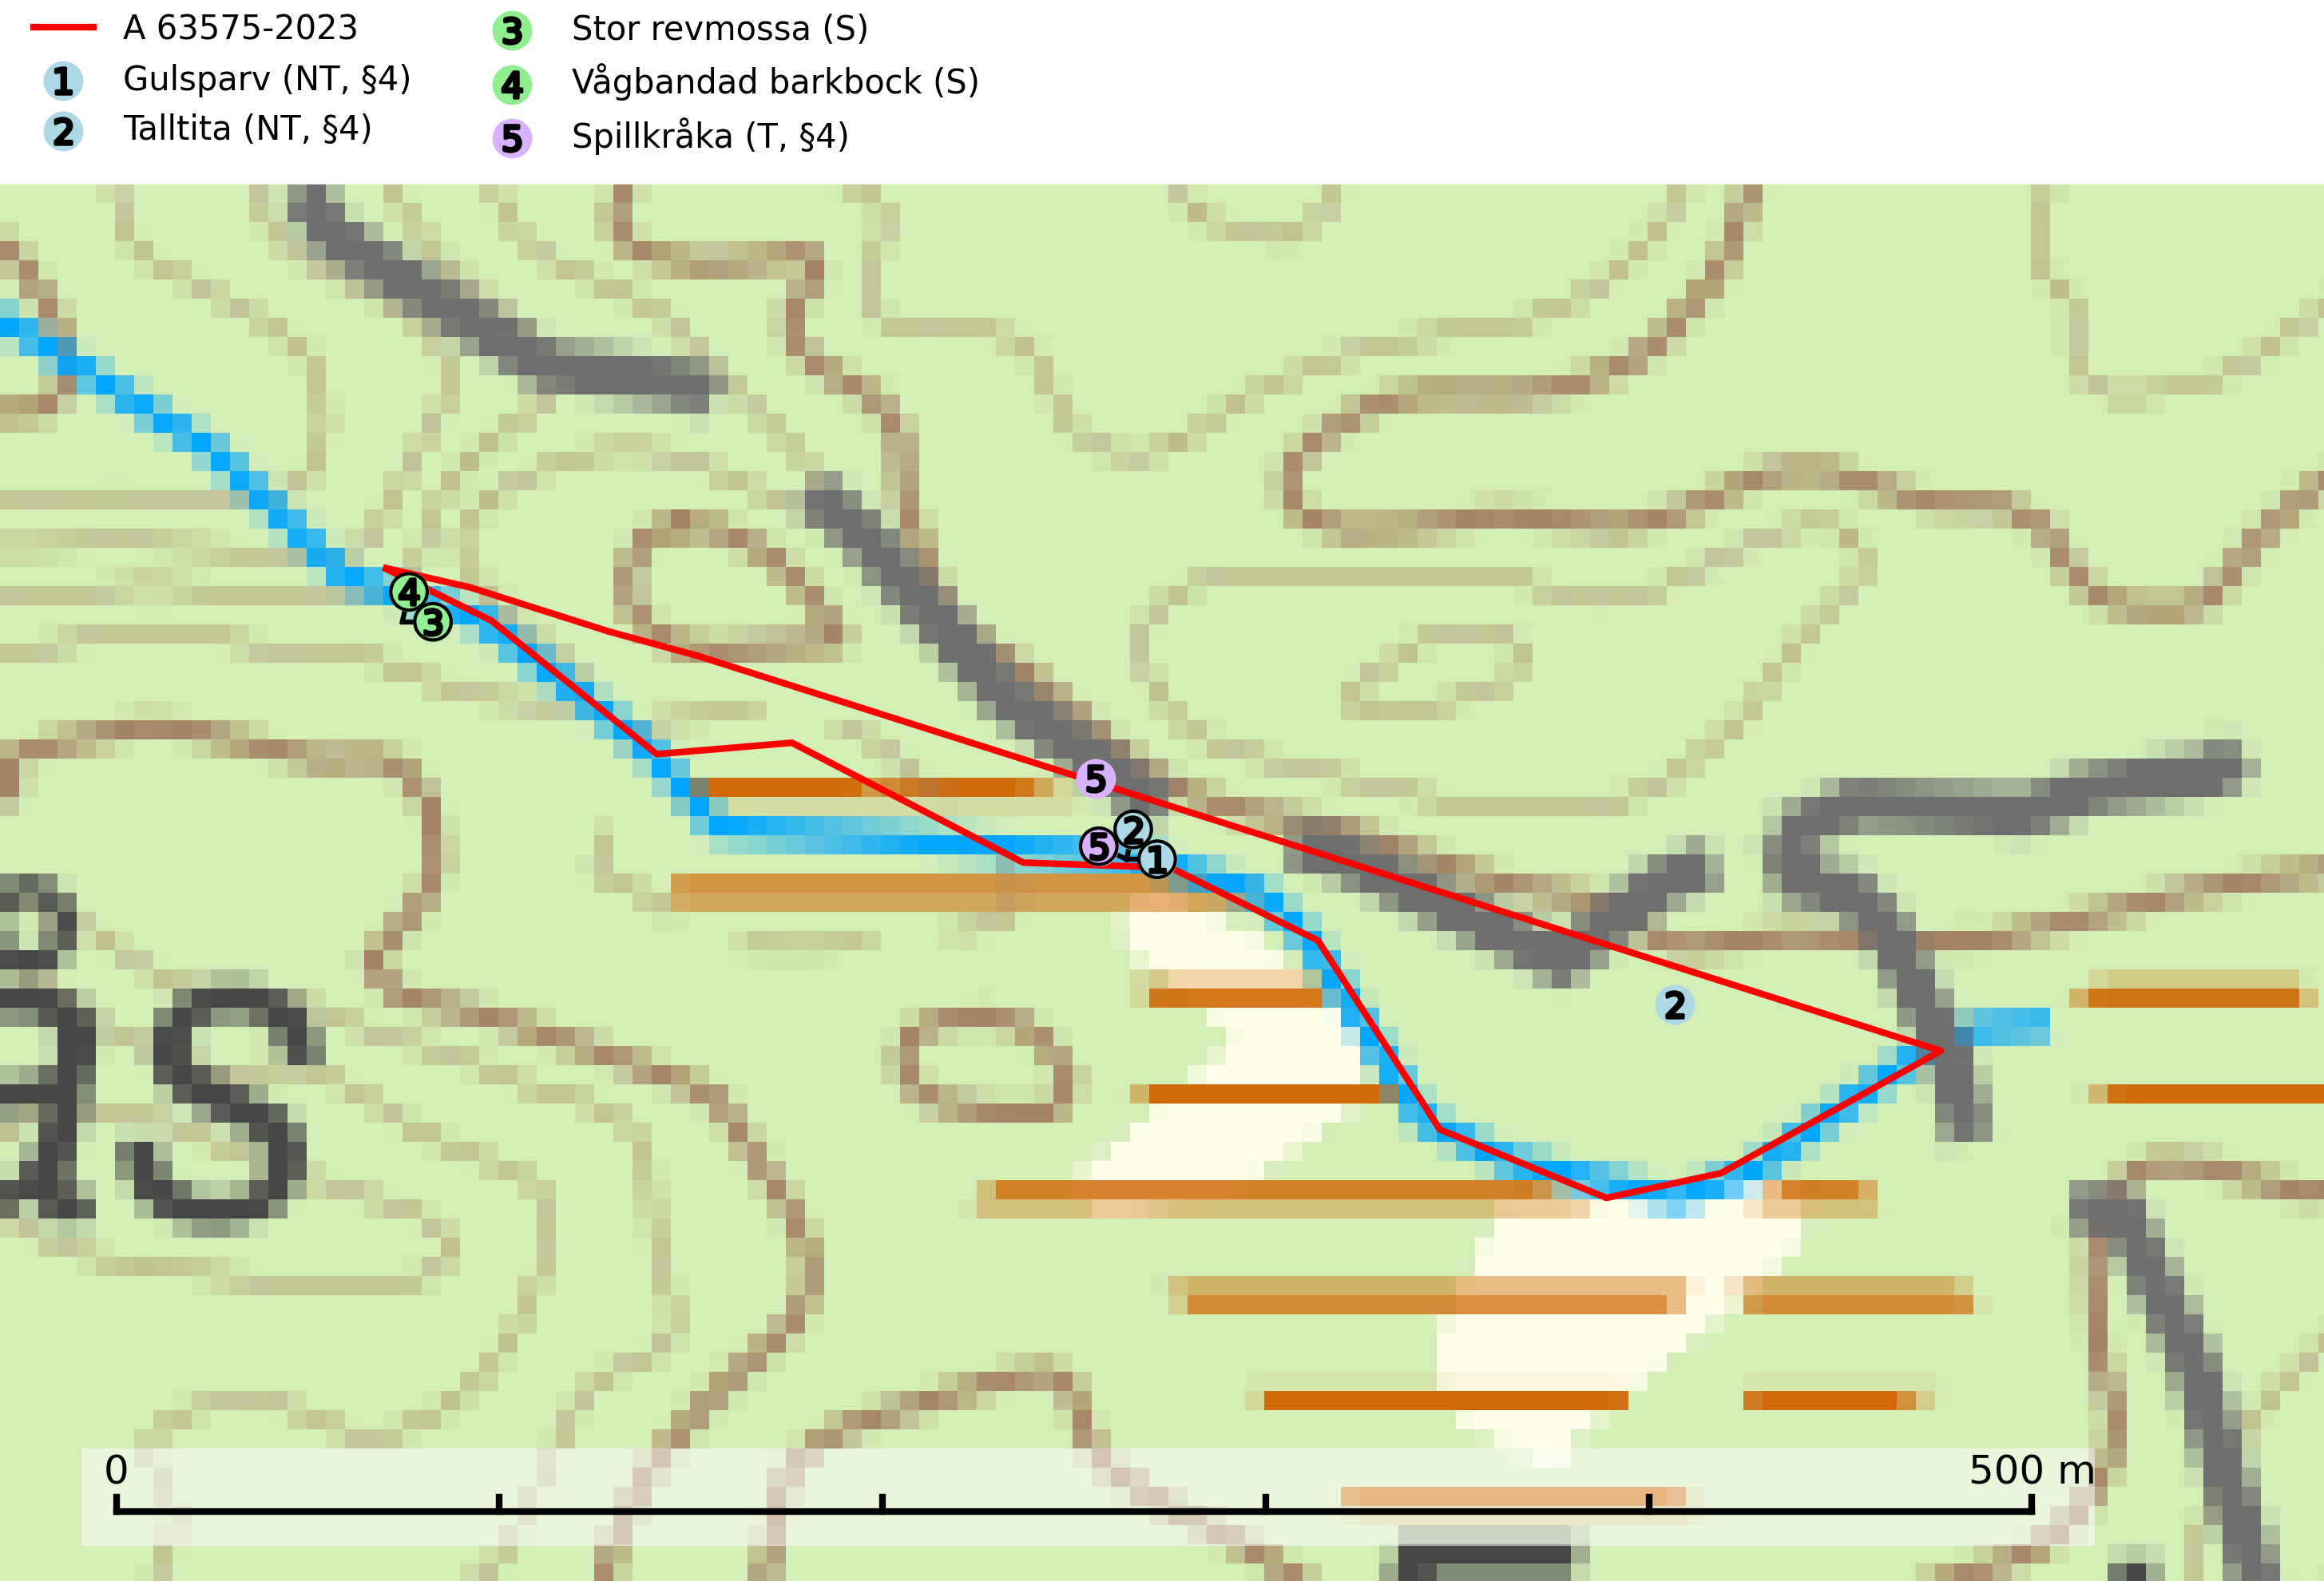 A 63575-2023
1 Gulsparv (NT, §4)
2 Talltita (NT, §4)
3 Stor revmossa (S)
4 Vågbandad barkbock (S)
5 Spillkråka (T, §4)
4
3
5
2
5
1
2
S
0 500 m